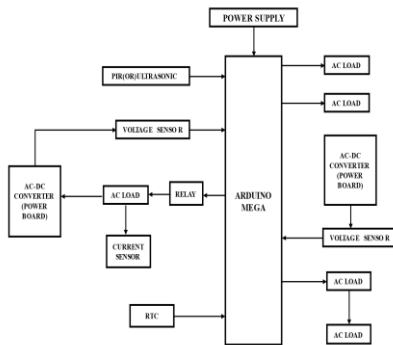 POWER SUPPLY
AC LOAD
PIR(OR)ULTRASONIC
AC LOAD
VOLTAGE SENSO R
AC-DC
CONVERTER
(POWER
BOARD)
AC-DC
CONVERTER
(POWER
BOARD)
AC LOAD
RELAY
ARDUINO
MEGA
VOLTAGE SENSO R
CURRENT
SENSOR
AC LOAD
RTC
AC LOAD